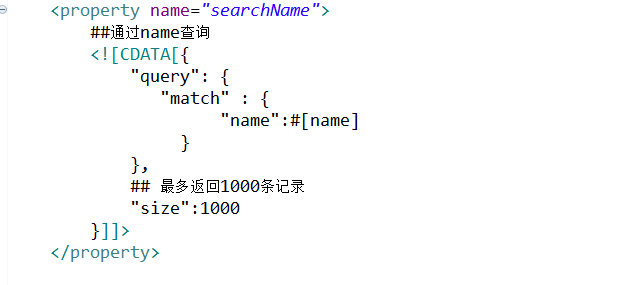 <property name="searchName">
##通过name查询
<![CDATA[{
"query": {
"match" : {
"name":#[name]
}
},
## 最多返回1000条记录
"size":1000
}]]>
</property>